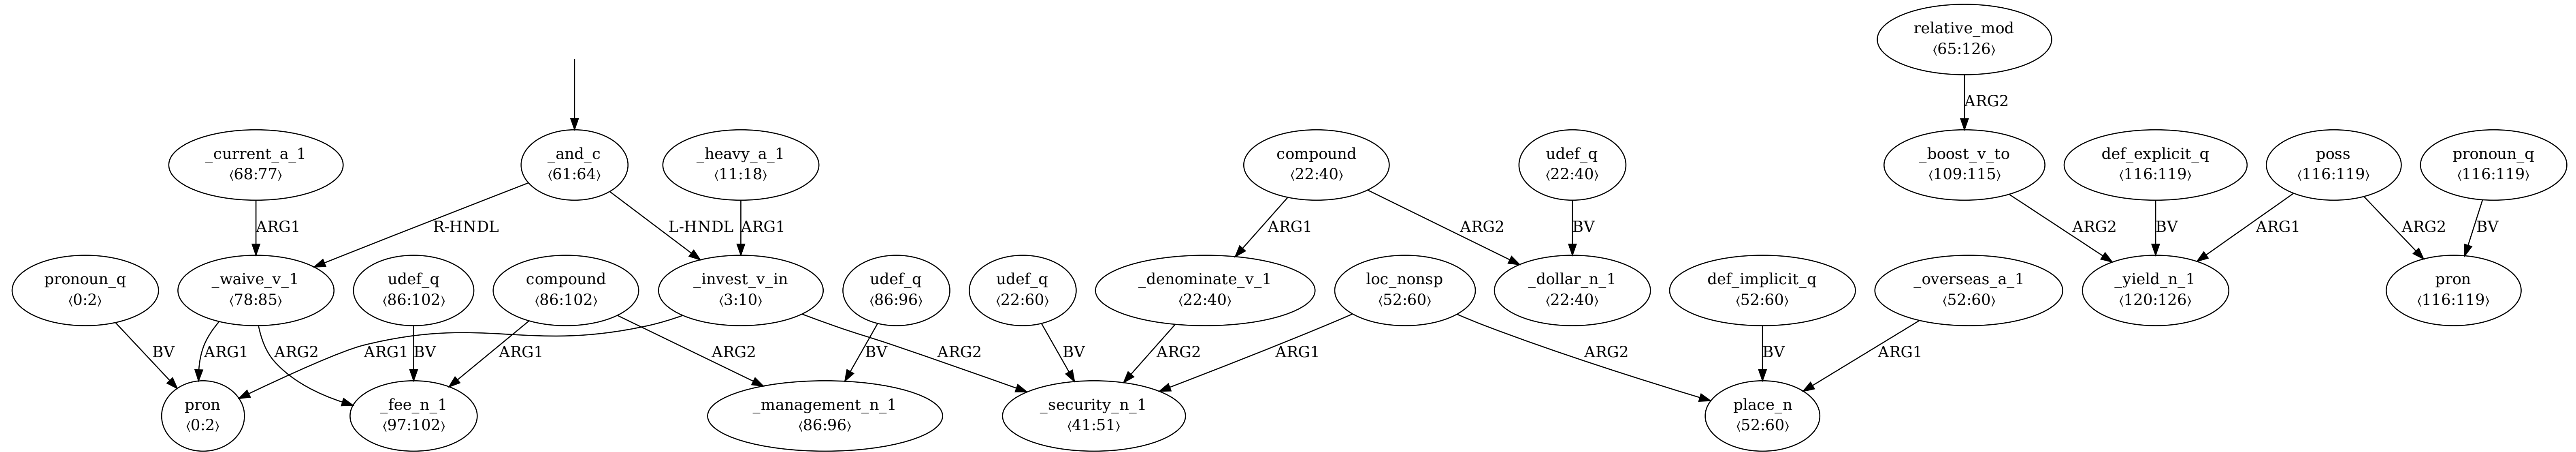 relative_mod
⟨65:126⟩
ARG2
_current_a_1
⟨68:77⟩
_and_c
⟨61:64⟩
_heavy_a_1
⟨11:18⟩
compound
⟨22:40⟩
udef_q
⟨22:40⟩
_boost_v_to
⟨109:115⟩
def_explicit_q
⟨116:119⟩
poss
⟨116:119⟩
pronoun_q
⟨116:119⟩
ARG1
R-HNDL
L-HNDL
ARG1
ARG1
ARG2
BV
ARG2
BV
ARG1
ARG2
BV
pronoun_q
⟨0:2⟩
_waive_v_1
⟨78:85⟩
udef_q
⟨86:102⟩
compound
⟨86:102⟩
_invest_v_in
⟨3:10⟩
udef_q
⟨86:96⟩
udef_q
⟨22:60⟩
_denominate_v_1
⟨22:40⟩
loc_nonsp
⟨52:60⟩
_dollar_n_1
⟨22:40⟩
def_implicit_q
⟨52:60⟩
_overseas_a_1
⟨52:60⟩
_yield_n_1
⟨120:126⟩
pron
⟨116:119⟩
BV
ARG1
ARG2
ARG1
BV
ARG1
ARG2
BV
ARG2
BV
ARG2
ARG1
ARG2
BV
ARG1
pron
⟨0:2⟩
_fee_n_1
⟨97:102⟩
_management_n_1
⟨86:96⟩
_security_n_1
⟨41:51⟩
place_n
⟨52:60⟩